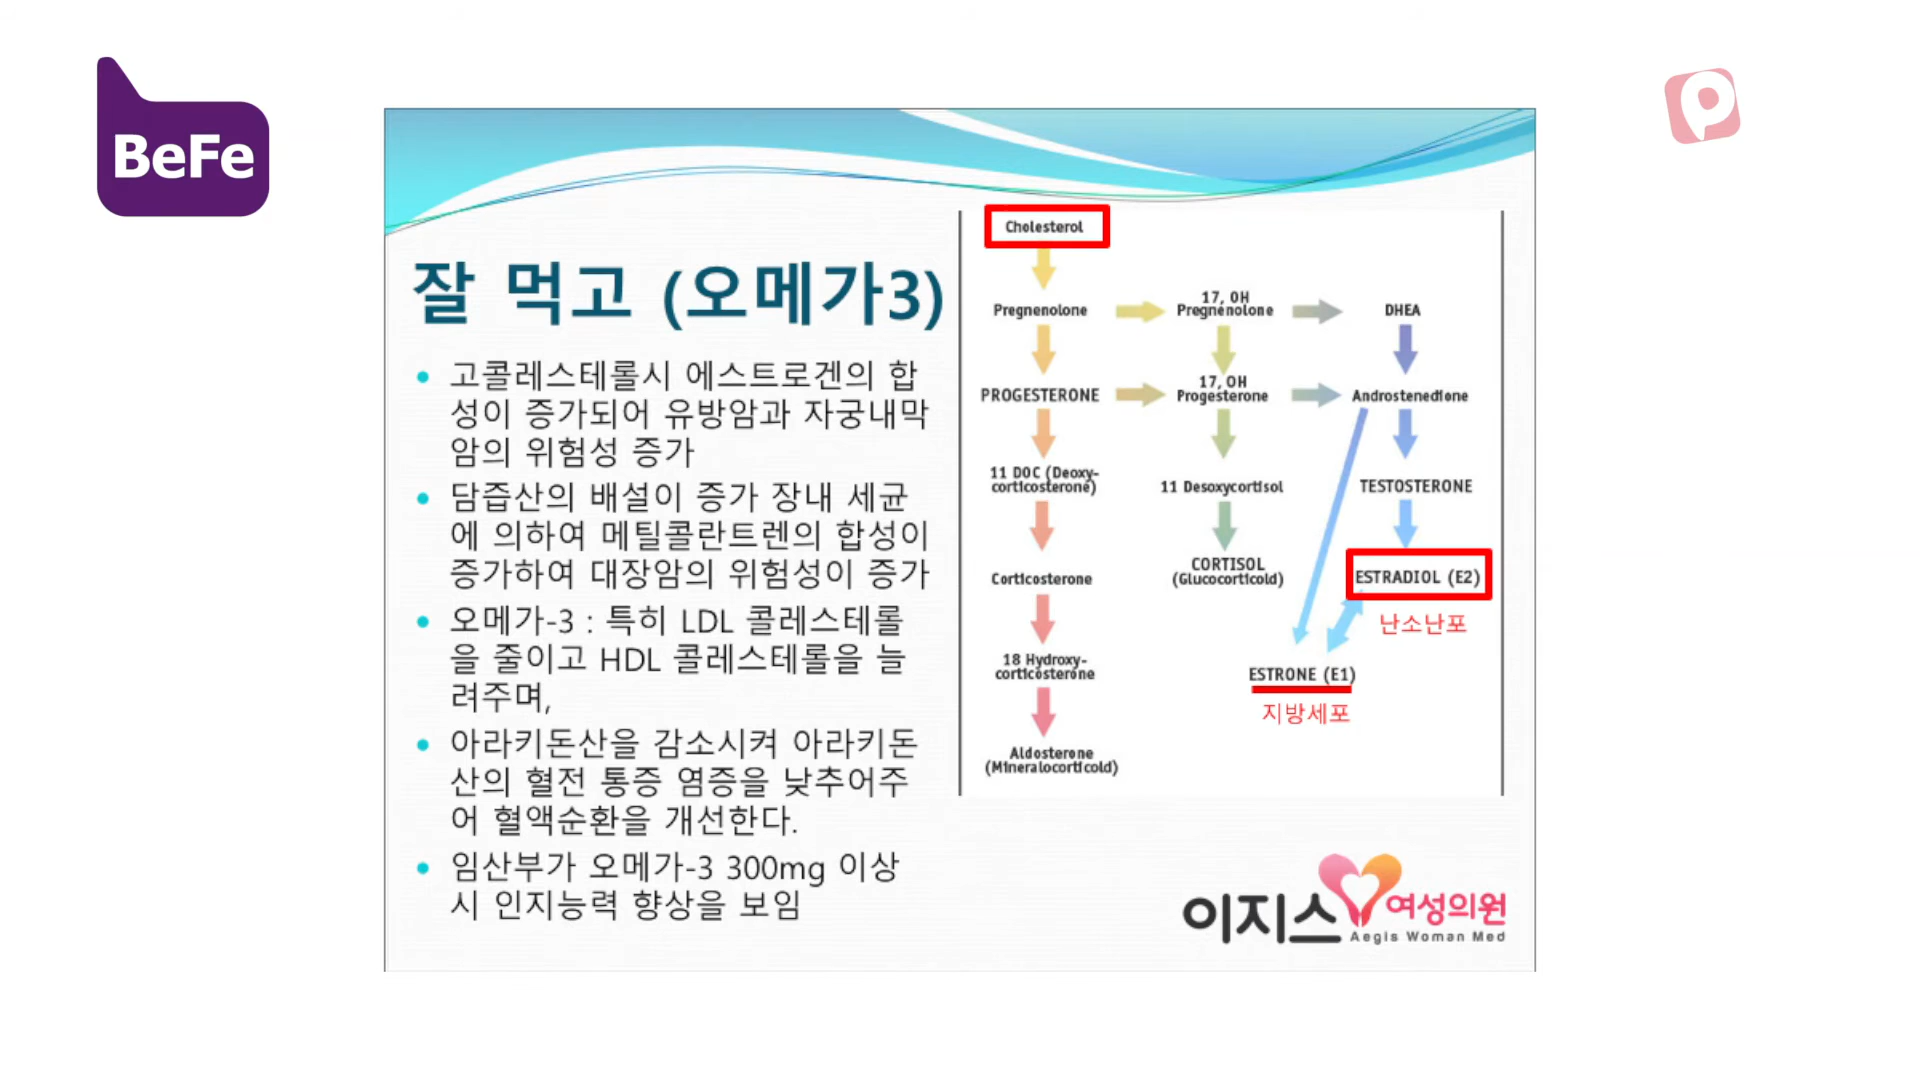 BeFe
잘 먹고 (오메가3)
고콜레스테롤시 에스트로겐의 합
성이 증가되어 유방암과 자궁내막
암의 위험성 증가
담즙산의 배설이 증가 장내 세균
에 의하여 메틸콜란트렌의 합성이
증가하여 대장암의 위험성이 증가
오메가-3 : 특히 LDL 콜레스테롤
을 줄이고 HDL 콜레스테롤을 늘
려주며,
아라키돈산을 감소시켜 아라키돈
산의 혈전 통증 염증을 낮추어주
어 혈액순환을 개선한다.
임산부가 오메가-3 300mg 이상
시 인지능력 향상을 보임
Cholesterol
Pregnenolone
17, OH
Pregnenolone
DHEA
PROGESTERONE
17, OH
Progesterone
Androstenedione
11 DOC (Deoxy-
corticosterone)
11 Desoxycortisol
TESTOSTERONE
Corticosterone
CORTISOL
(Glucocorticoid)
ESTRADIOL (E2)
난소난포
18 Hydroxy-
corticosterone
ESTRONE (E1)
지방세포
Aldosterone
(Mineralocorticoid)
이지스 여성의원
Aegis Woman Med